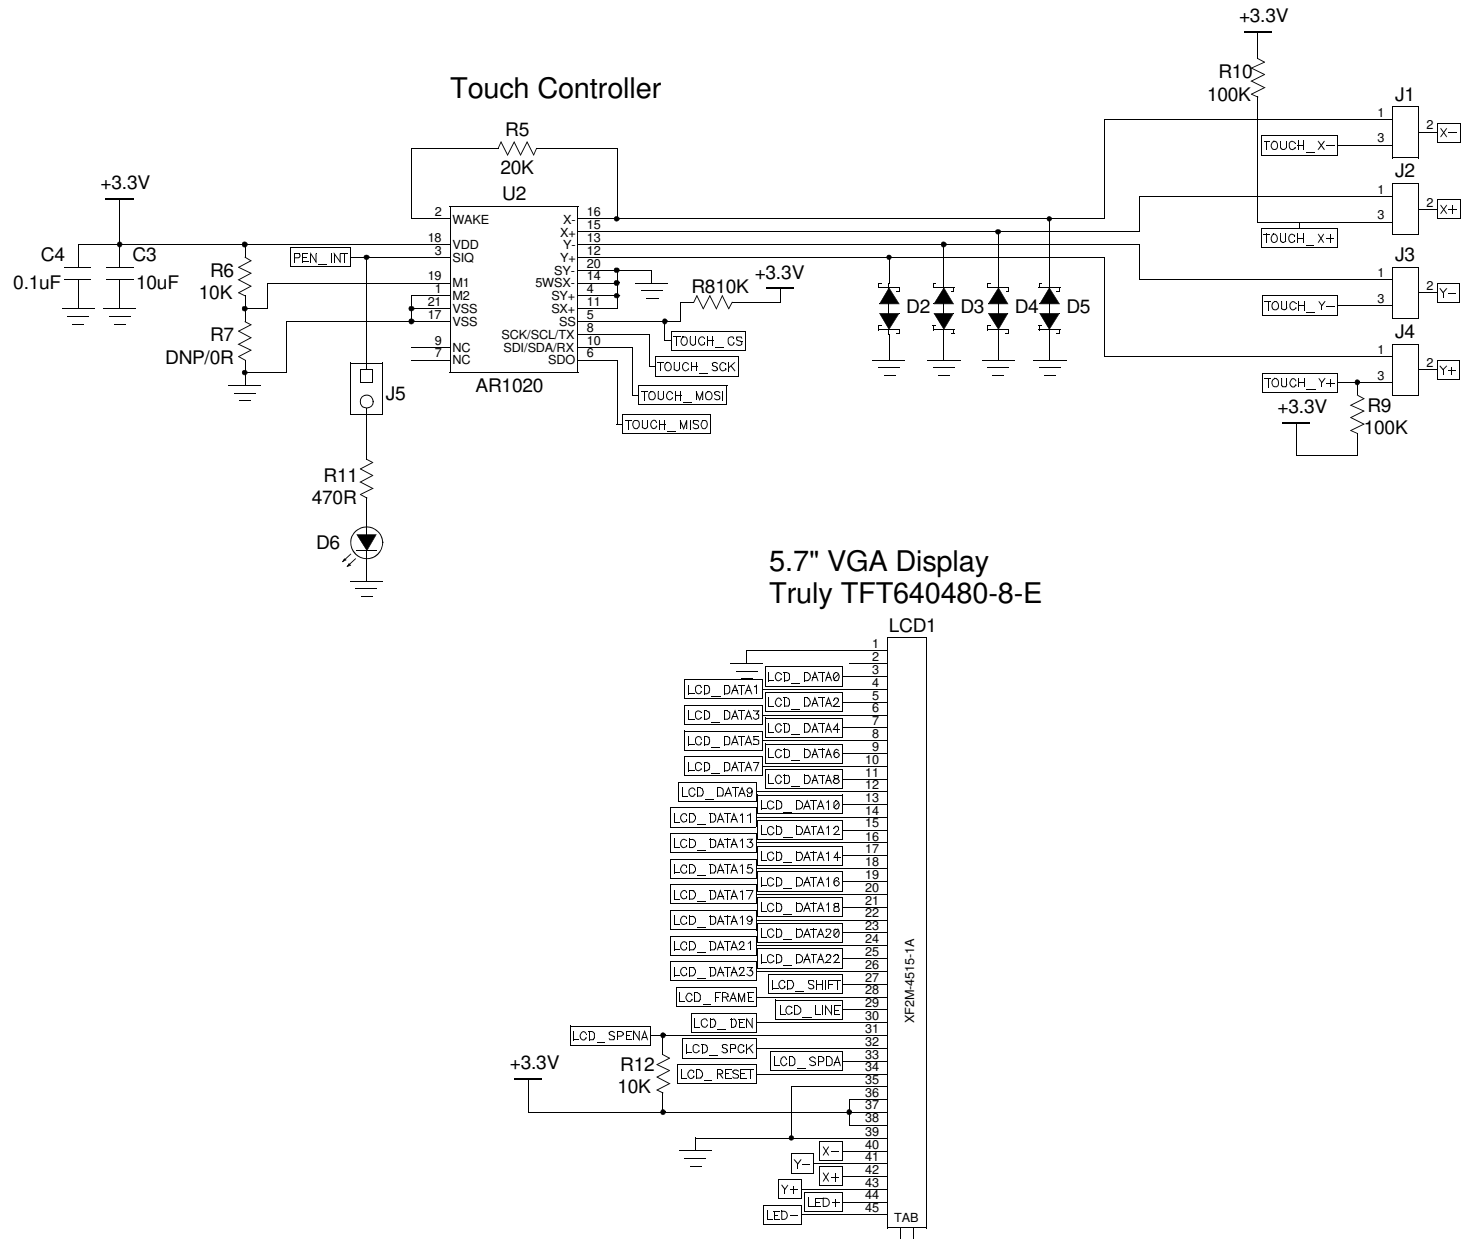 +3.3V
R10
100K
Touch Controller
J1
1
3
2
X-
TOUCH_X-
R5
20K
J2
1
3
2
X+
TOUCH_X+
+3.3V
U2
2
WAKE
18
VDD
3
SIQ
19
M1
1
M2
21
VSS
17
VSS
9
NC
7
NC
X-
16
X+
15
Y-
13
Y+
12
SY-
20
5WSX-
14
SY+
4
SX+
11
SS
5
SCK/SCL/TX
8
SDI/SDA/RX
10
SDO
6
AR1020
C4
0.1uF
C3
10uF
PEN_INT
R6
10K
R7
DNP/0R
R810K
+3.3V
TOUCH_CS
TOUCH_SCK
TOUCH_MOSI
TOUCH_MISO
D2
D3
D4
D5
J3
1
3
2
Y-
TOUCH_Y-
J4
1
3
2
Y+
TOUCH_Y+
+3.3V
R9
100K
J5
R11
470R
D6
5.7" VGA Display
Truly TFT640480-8-E
LCD1
1
2
3
LCD_DATA0
4
LCD_DATA1
5
LCD_DATA2
6
LCD_DATA3
7
LCD_DATA4
8
LCD_DATA5
9
LCD_DATA6
10
LCD_DATA7
11
LCD_DATA8
12
LCD_DATA9
13
LCD_DATA10
14
LCD_DATA11
15
LCD_DATA12
16
LCD_DATA13
17
LCD_DATA14
18
LCD_DATA15
19
LCD_DATA16
20
LCD_DATA17
21
LCD_DATA18
22
LCD_DATA19
23
LCD_DATA20
24
LCD_DATA21
25
LCD_DATA22
26
LCD_DATA23
27
LCD_SHIFT
28
LCD_FRAME
29
LCD_LINE
30
LCD_DEN
31
LCD_SPENA
32
LCD_SPCK
33
LCD_SPDA
34
LCD_RESET
35
36
37
38
39
40
X-
41
Y-
42
X+
43
Y+
44
LED+
45
LED-
+3.3V
R12
10K
XF2M-4515-1A
TAB